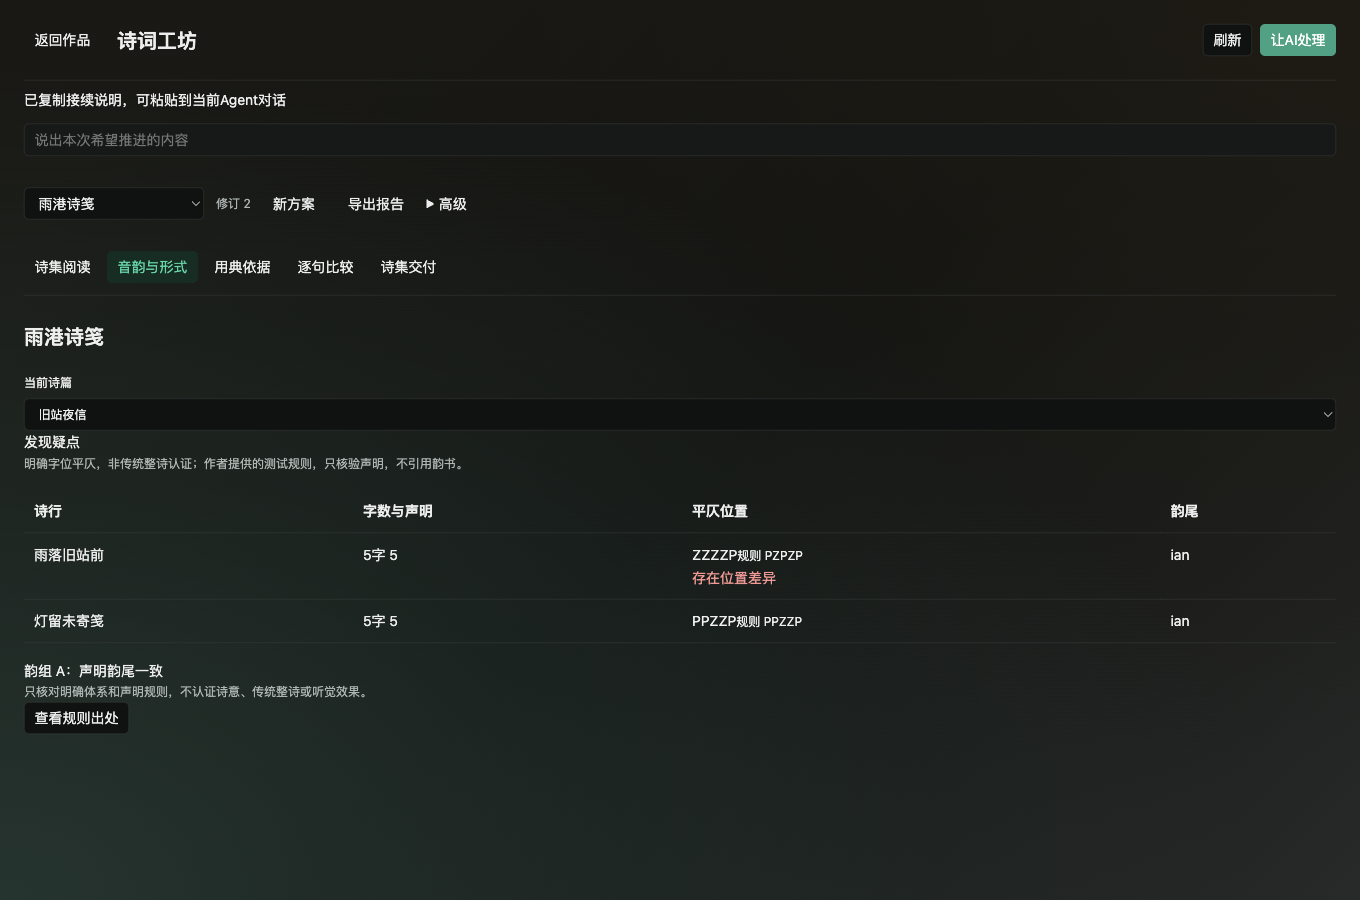 返回作品 诗词工坊 刷新 让AI处理
已复制接续说明，可粘贴到当前Agent对话
说出本次希望推进的内容
雨港诗笺 修订 2 新方案 导出报告 ▶ 高级
诗集阅读 音韵与形式 用典依据 逐句比较 诗集交付
雨港诗笺
当前诗篇
旧站夜信
发现疑点
明确字位平仄，非传统整诗认证；作者提供的测试规则，只核验声明，不引用韵书。
诗行 字数与声明 平仄位置 韵尾
雨落旧站前 5字 5 ZZZZP规则 PZPZP ian
存在位置差异
灯留未寄笺 5字 5 PPZZP规则 PPZZP ian
韵组 A：声明韵尾一致
只核对明确体系和声明规则，不认证诗意、传统整诗或听觉效果。
查看规则出处